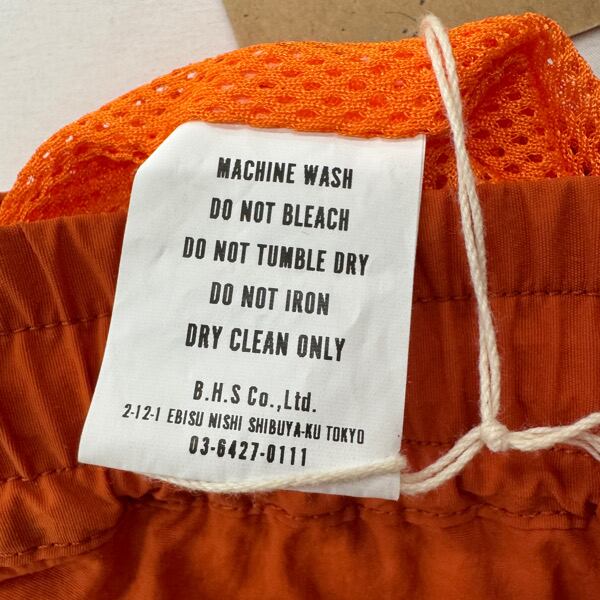 MACHINE WASH
DO NOT BLEACH
DO NOT TUMBLE DRY
DO NOT IRON
DRY CLEAN ONLY
B.H.S Co.,Ltd.
2-12-1 EBISU NISHI SHIBUYA-KU TOKYO
03-6427-0111